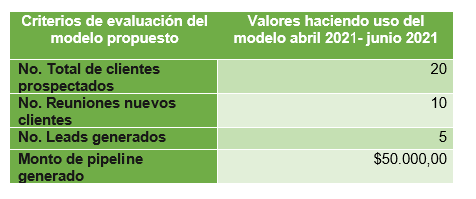 Criterios de evaluación del
modelo propuesto
Valores haciendo uso del
modelo abril 2021- junio 2021
No. Total de clientes
prospectados
20
No. Reuniones nuevos
clientes
10
No. Leads generados
5
Monto de pipeline
generado
$50.000,00